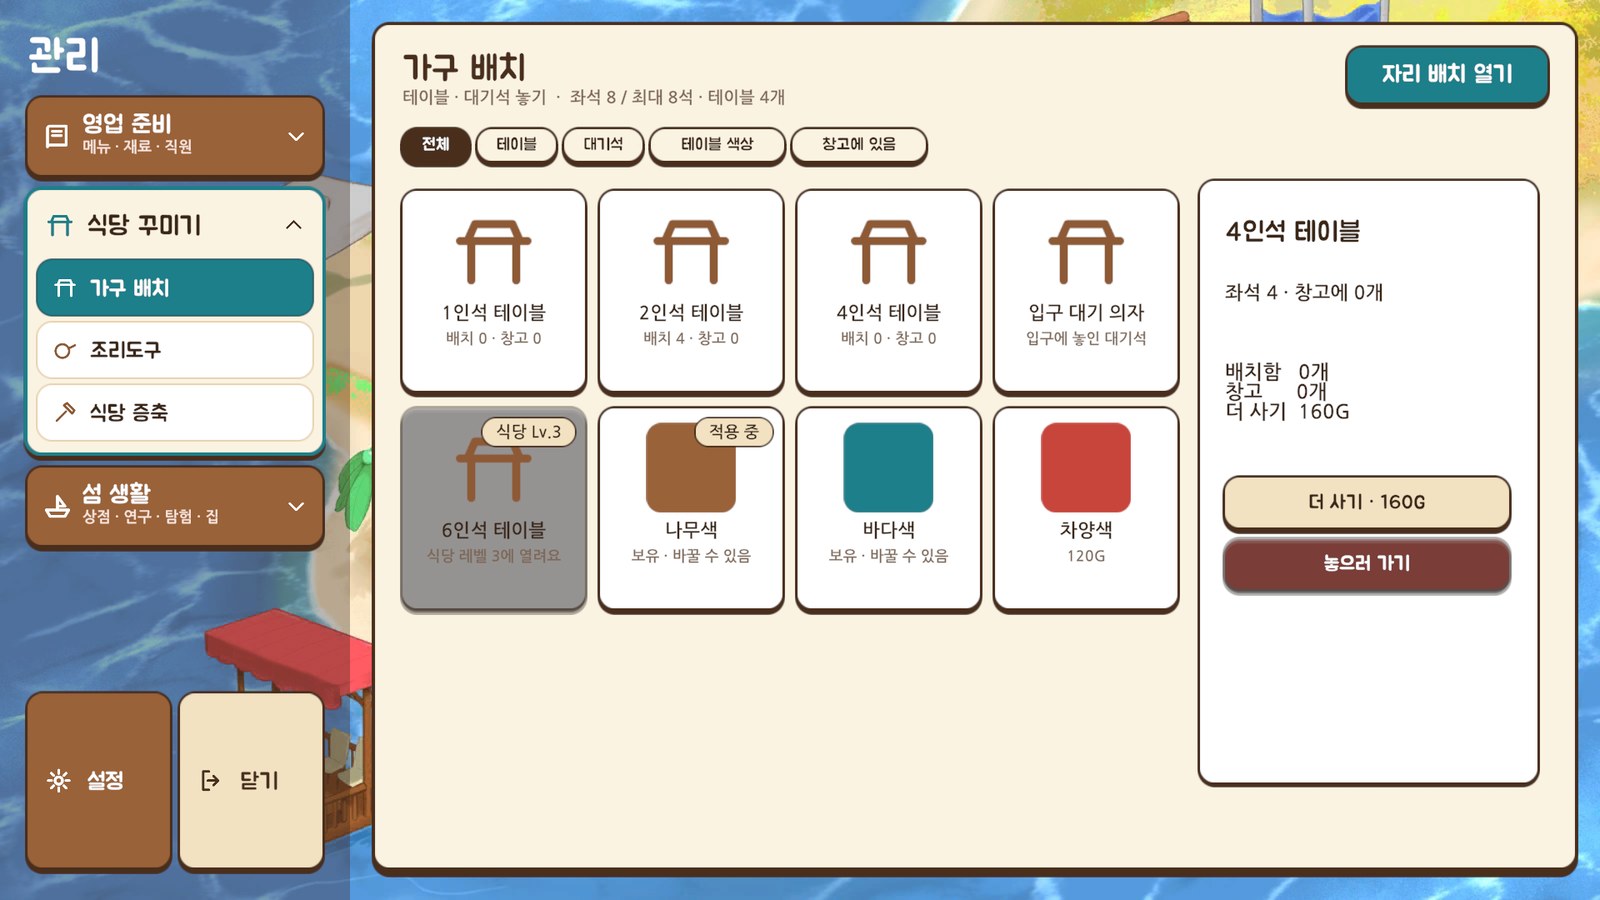 관리
영업 준비
메뉴 · 재료 · 직원
식당 꾸미기
가구 배치
조리도구
식당 증축
섬 생활
상점 · 연구 · 탐험 · 집
설정
닫기
가구 배치
테이블 · 대기석 놓기 · 좌석 8 / 최대 8석 · 테이블 4개
자리 배치 열기
전체
테이블
대기석
테이블 색상
창고에 있음
1인석 테이블
배치 0 · 창고 0
2인석 테이블
배치 4 · 창고 0
4인석 테이블
배치 0 · 창고 0
입구 대기 의자
입구에 놓인 대기석
식당 Lv.3
6인석 테이블
식당 레벨 3에 열려요
적용 중
나무색
보유 · 바꿀 수 있음
바다색
보유 · 바꿀 수 있음
차양색
120G
4인석 테이블
좌석 4 · 창고에 0개
배치함 0개
창고 0개
더 사기 160G
더 사기 · 160G
놓으러 가기